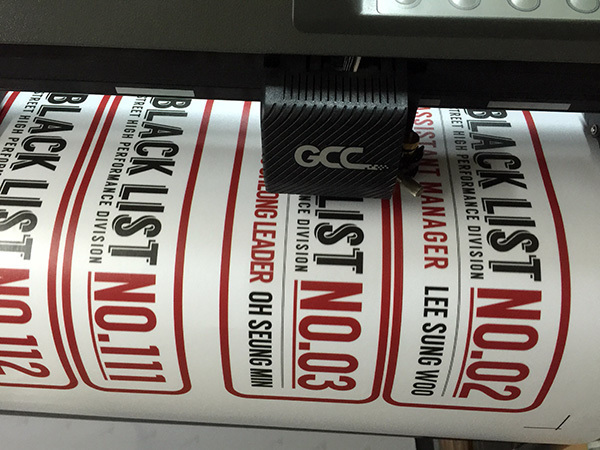 GCC
BLACK LIST NO.112
STREET HIGH PERFORMANCE DIVISION
BLACK LIST NO.111
STREET HIGH PERFORMANCE DIVISION
LIST NO.03
PERFORMANCE DIVISION
LEADER OH SEUNG MIN
BLACK LIST NO.02
STREET HIGH PERFORMANCE DIVISION
ASSISTANT MANAGER LEE SUNG WOO